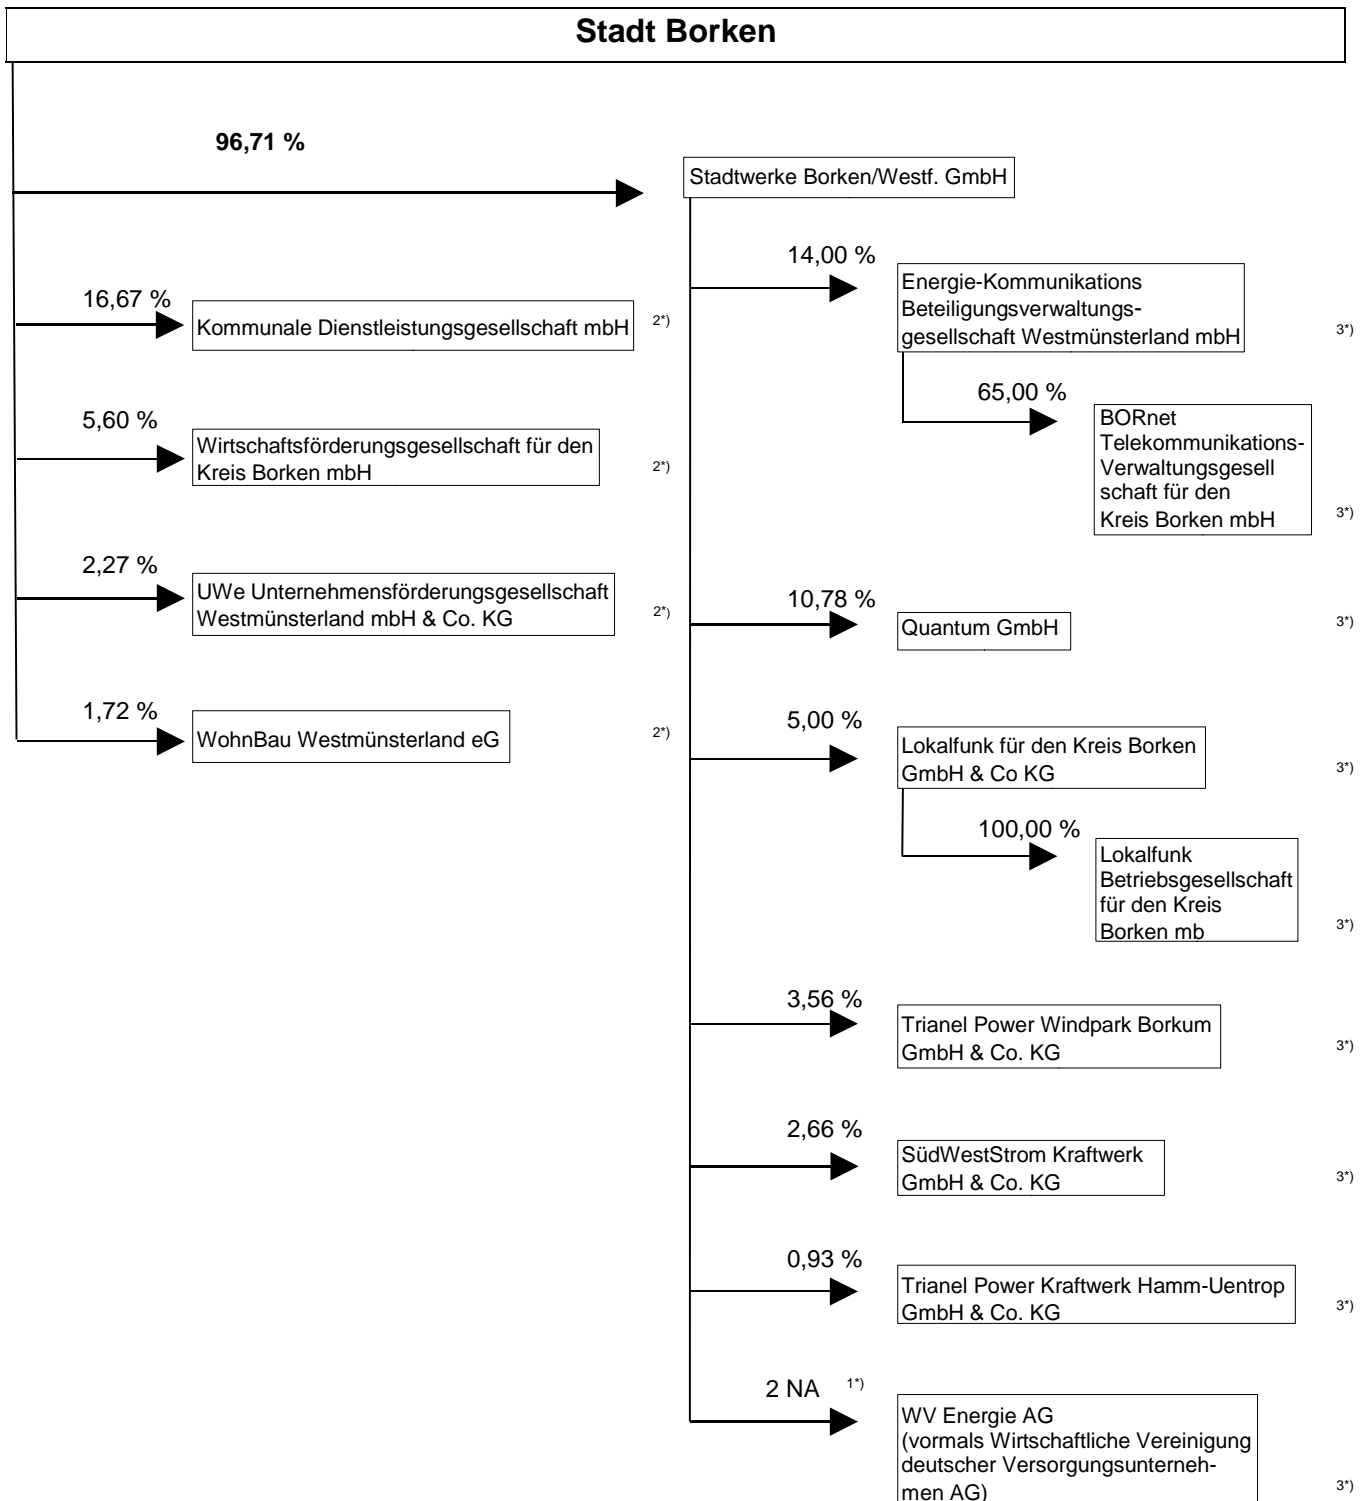 Stadt Borken
96,71 %
Stadtwerke Borken/Westf. GmbH
16,67 %
Kommunale Dienstleistungsgesellschaft mbH
2*)
5,60 %
Wirtschaftsförderungsgesellschaft für den
Kreis Borken mbH
2*)
2,27 %
UWe Unternehmensförderungsgesellschaft
Westmünsterland mbH & Co. KG
2*)
1,72 %
WohnBau Westmünsterland eG
2*)
14,00 %
Energie-Kommunikations
Beteiligungsverwaltungs-
gesellschaft Westmünsterland mbH
3*)
65,00 %
BORnet
Telekommunikations-
Verwaltungsgesell
schaft für den
Kreis Borken mbH
3*)
10,78 %
Quantum GmbH
3*)
5,00 %
Lokalfunk für den Kreis Borken
GmbH & Co KG
3*)
100,00 %
Lokalfunk
Betriebsgesellschaft
für den Kreis
Borken mb
3*)
3,56 %
Trianel Power Windpark Borkum
GmbH & Co. KG
3*)
2,66 %
SüdWestStrom Kraftwerk
GmbH & Co. KG
3*)
0,93 %
Trianel Power Kraftwerk Hamm-Uentrop
GmbH & Co. KG
3*)
2 NA 1*)
WV Energie AG
(vormals Wirtschaftliche Vereinigung
deutscher Versorgungsunterneh-
men AG)
3*)